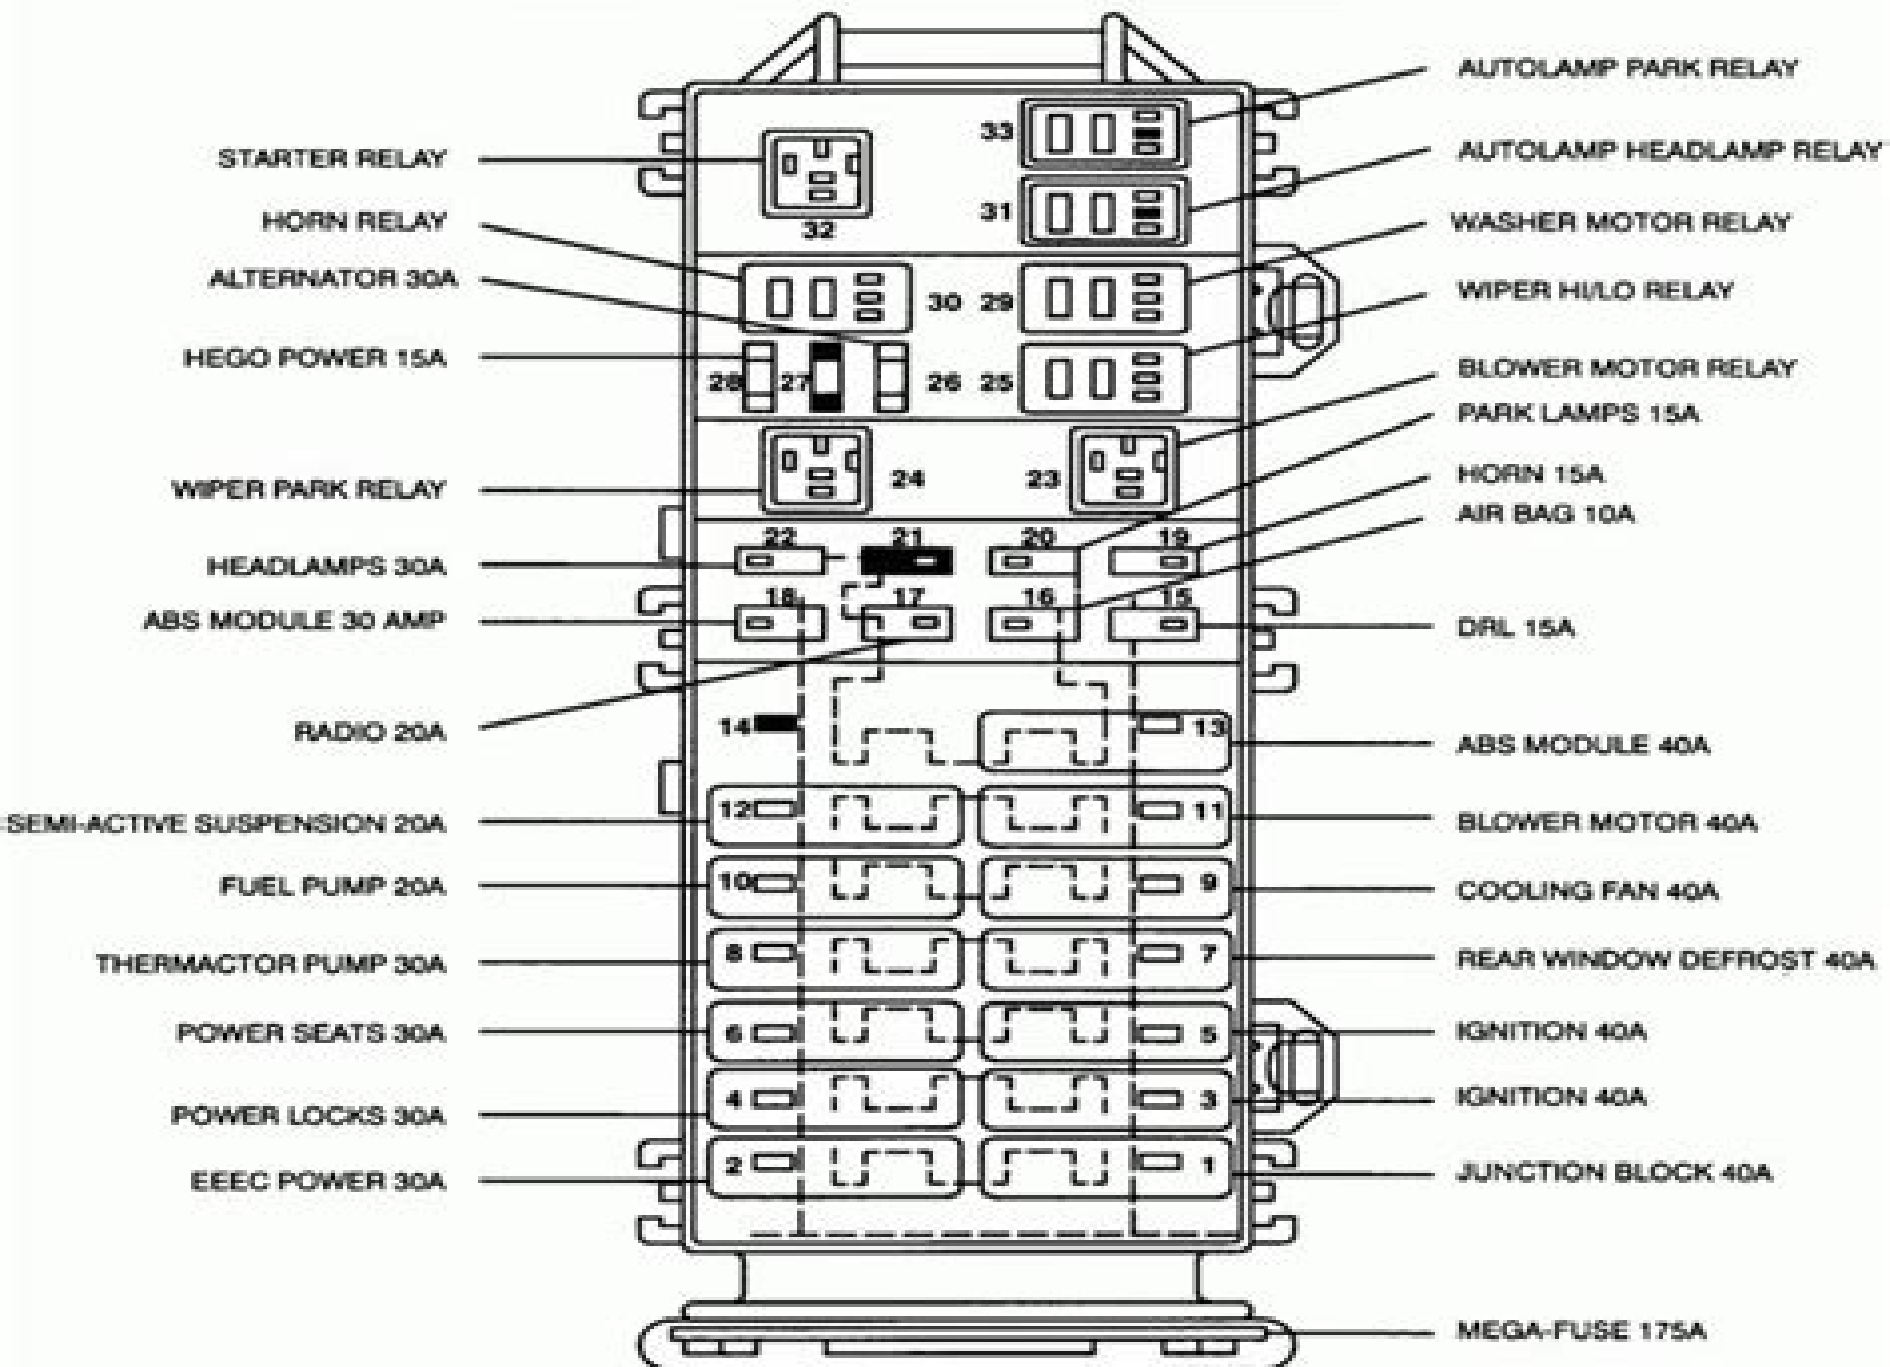 AUTOLAMP PARK RELAY
33
STARTER RELAY
AUTOLAMP HEADLAMP RELAY
31
32
HORN RELAY
WASHER MOTOR RELAY
ALTERNATOR 30A
30 29
WIPER HI/LO RELAY
HEGO POWER 15A
28 27 26 25
BLOWER MOTOR RELAY
PARK LAMPS 15A
WIPER PARK RELAY
24 23
HORN 15A
AIR BAG 10A
22 21 20 19
HEADLAMPS 30A
18 17 16 15
ABS MODULE 30 AMP
DRL 15A
RADIO 20A
14 13
ABS MODULE 40A
SEMI-ACTIVE SUSPENSION 20A
12 11
BLOWER MOTOR 40A
FUEL PUMP 20A
10 9
COOLING FAN 40A
THERMACTOR PUMP 30A
8 7
REAR WINDOW DEFROST 40A
POWER SEATS 30A
6 5
IGNITION 40A
POWER LOCKS 30A
4 3
IGNITION 40A
EEEC POWER 30A
2 1
JUNCTION BLOCK 40A
MEGA-FUSE 175A